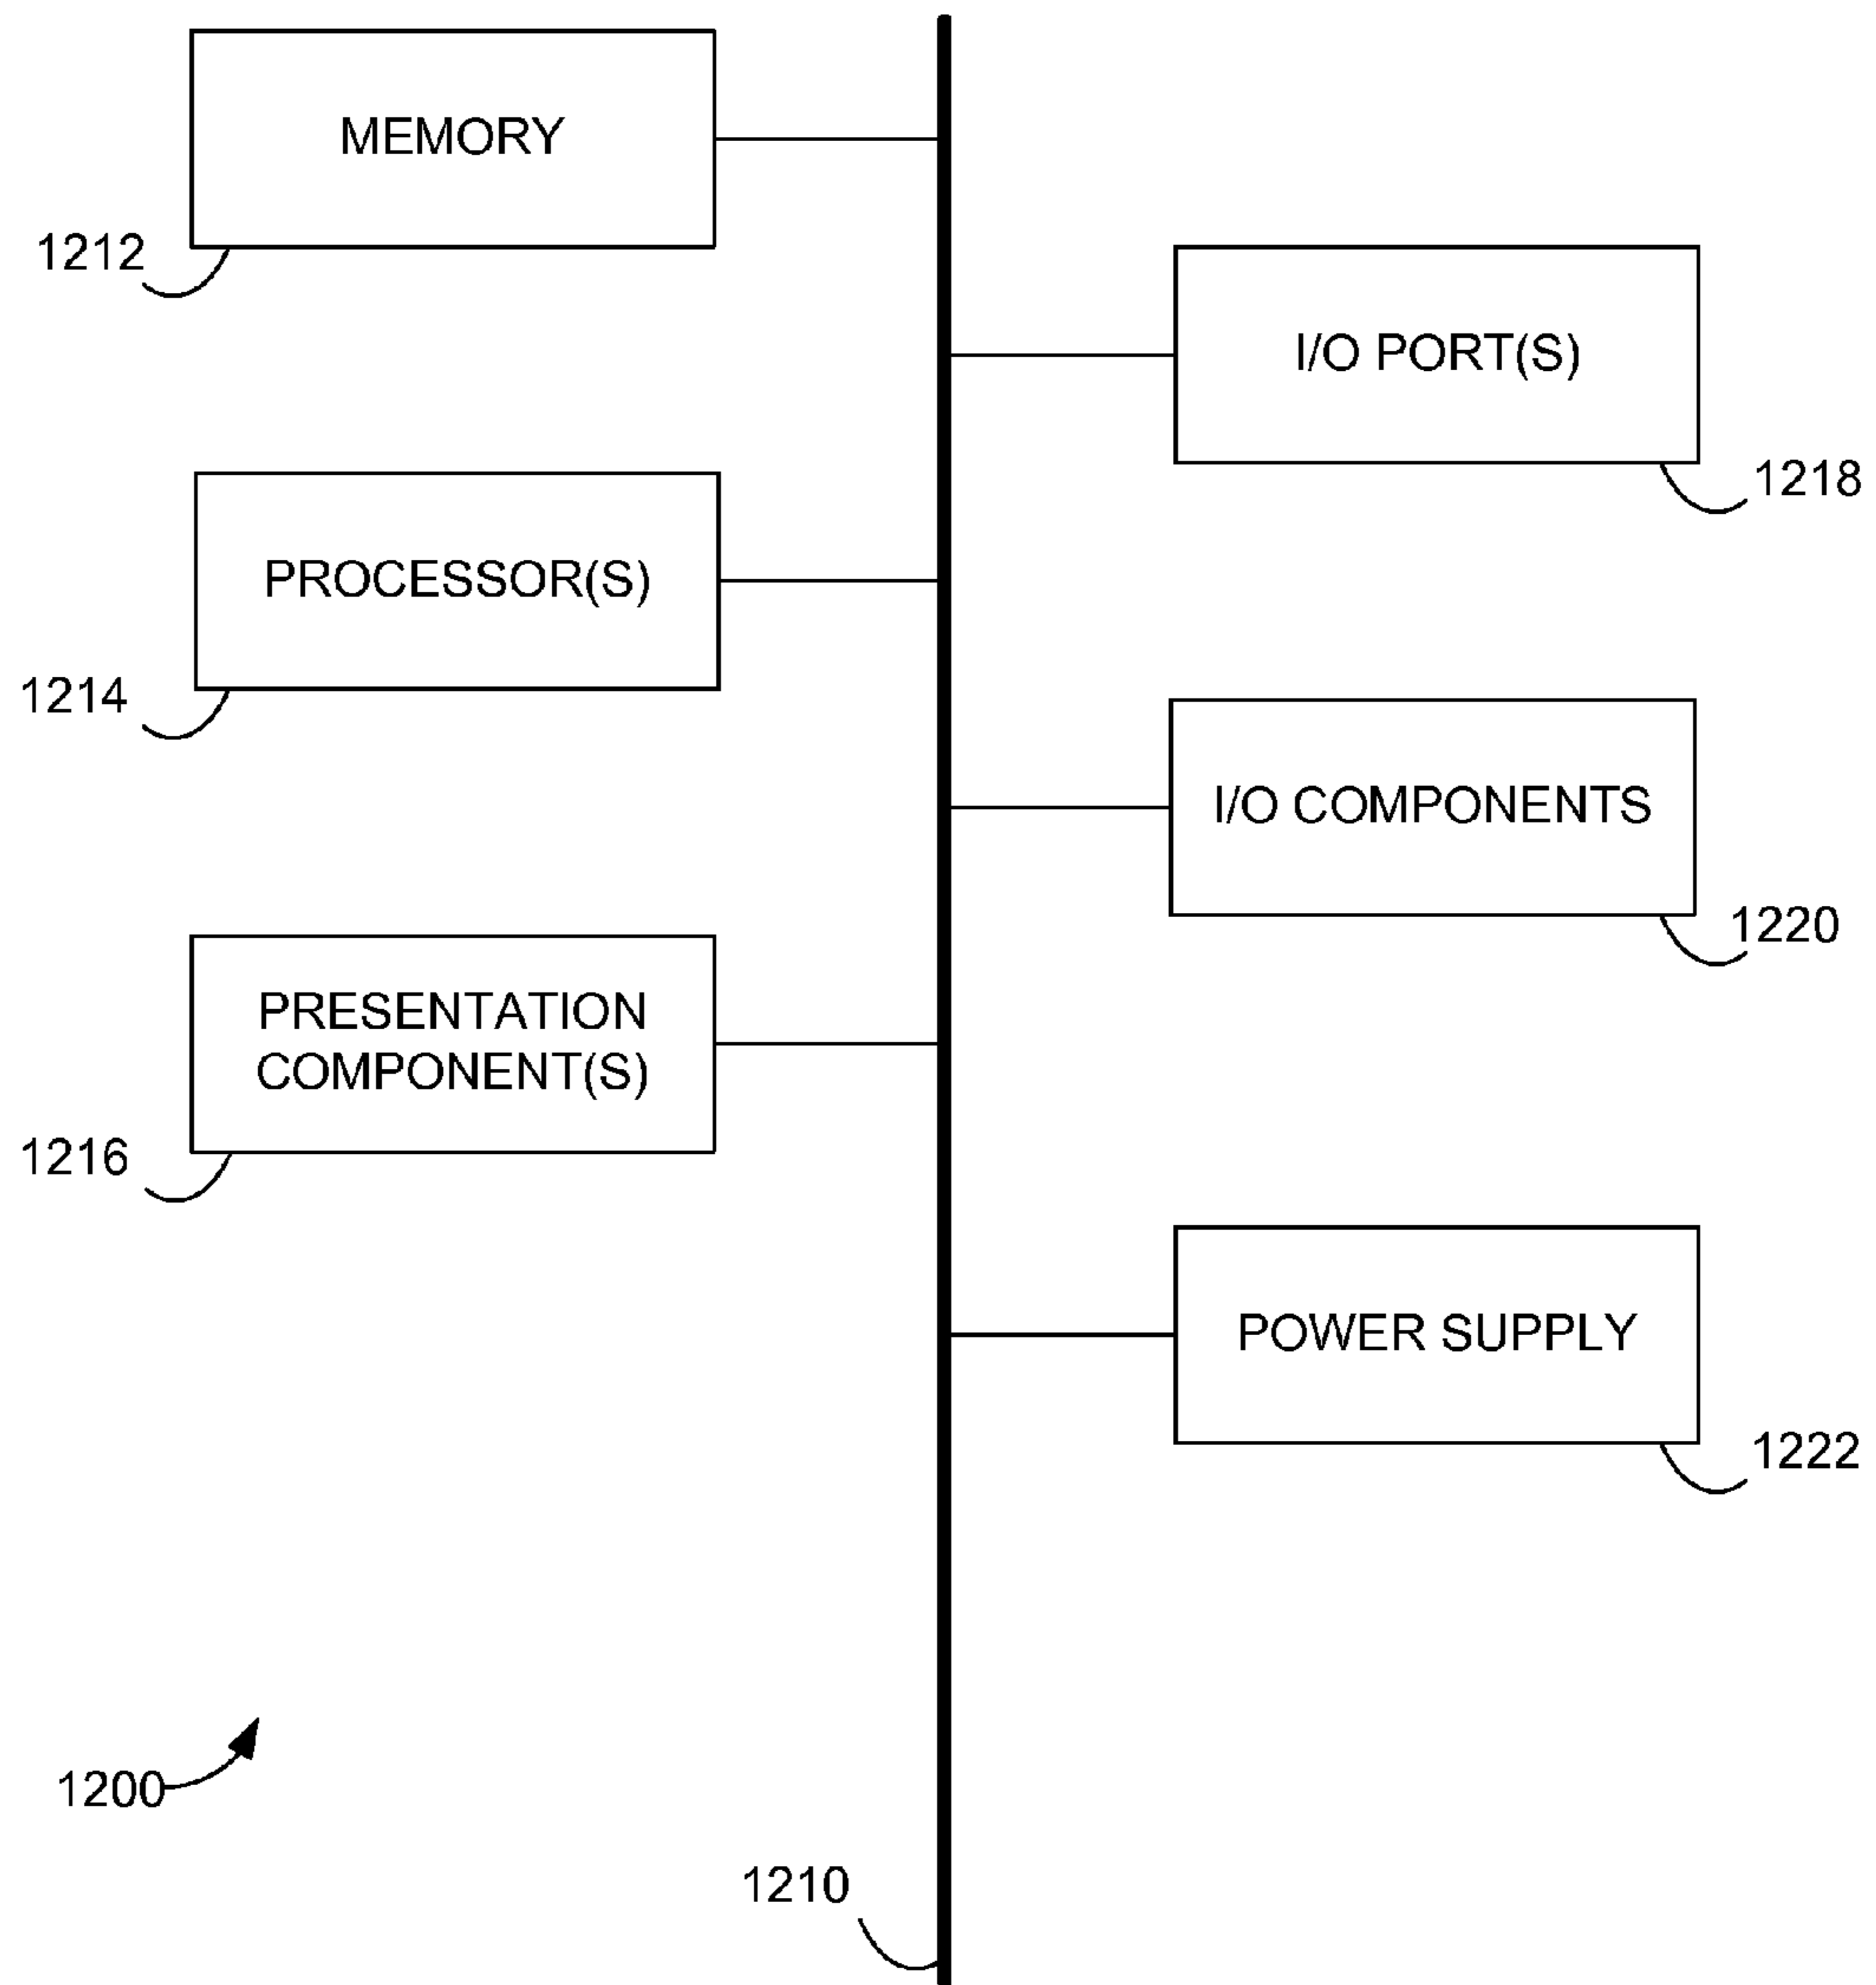 MEMORY
1212
I/O PORT(S)
1218
PROCESSOR(S)
1214
I/O COMPONENTS
1220
PRESENTATION
COMPONENT(S)
1216
POWER SUPPLY
1222
1200
1210